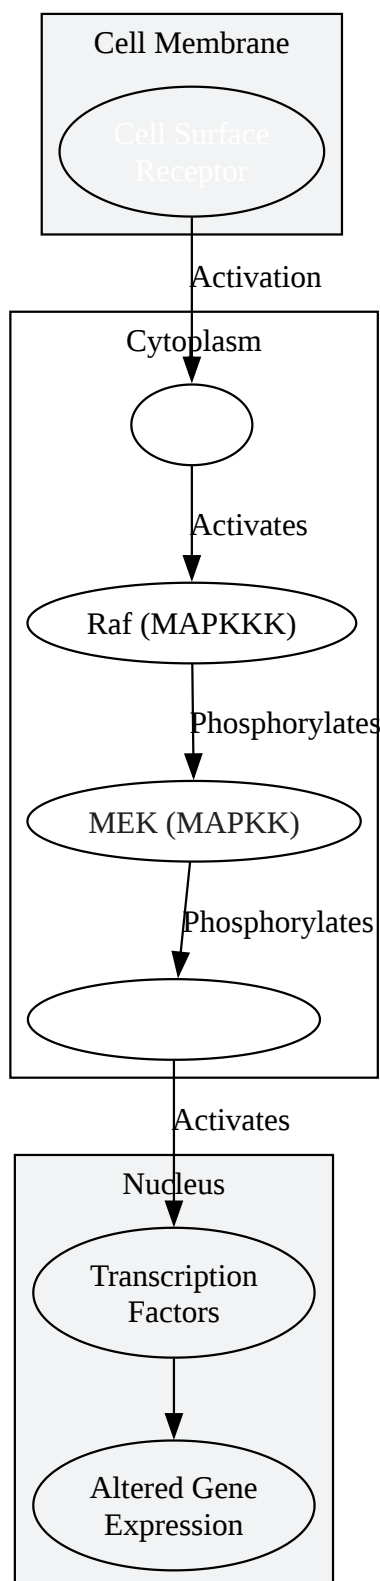 Cell Membrane
Cell Surface
Receptor
Activation
Cytoplasm
Activates
Raf (MAPKKK)
Phosphorylates
MEK (MAPKK)
Phosphorylates
Activates
Nucleus
Transcription
Factors
Altered Gene
Expression